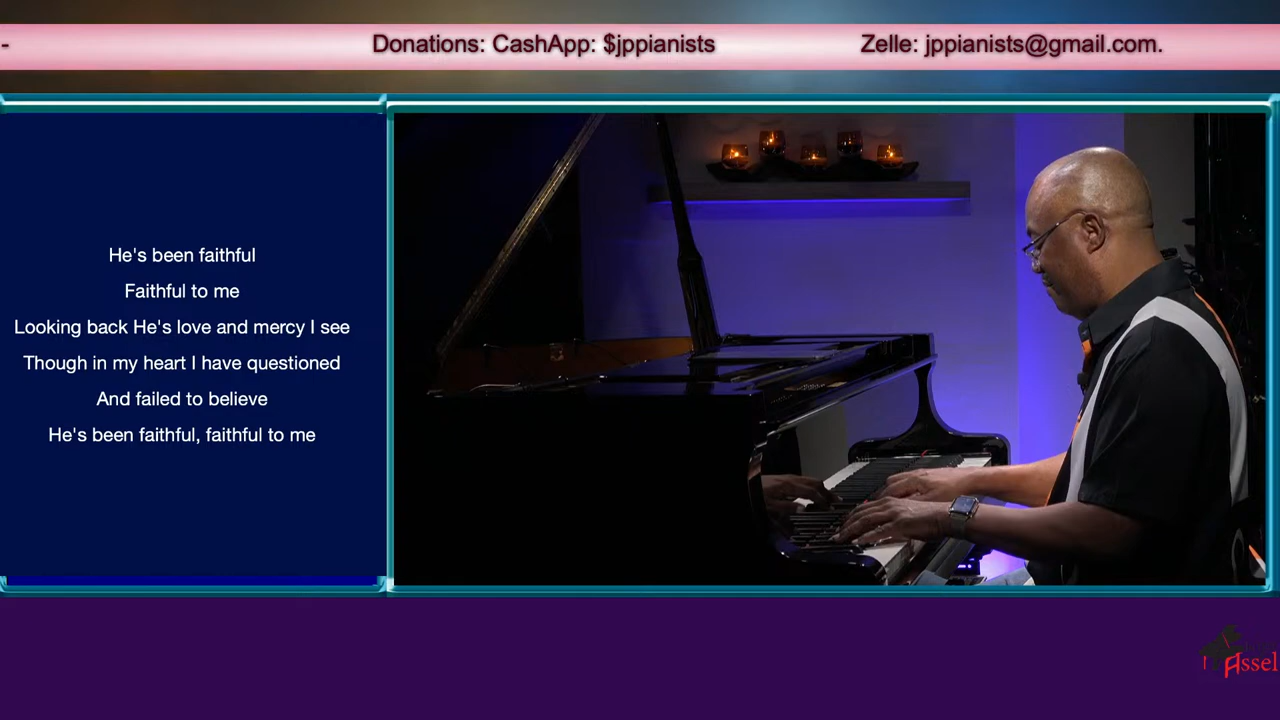 -
Donations: CashApp: $jppianists
Zelle: jppianists@gmail.com.
He's been faithful
Faithful to me
Looking back He's love and mercy I see
Though in my heart I have questioned
And failed to believe
He's been faithful, faithful to me
Assel